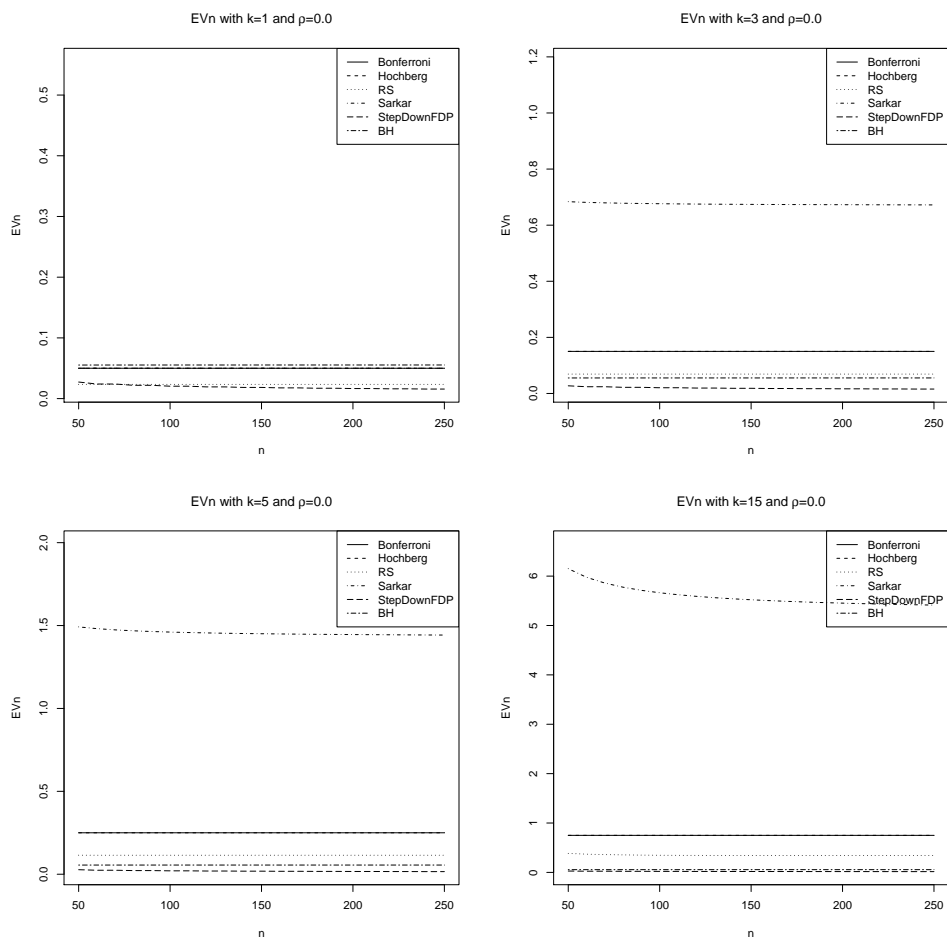 EVn with k=1 and ρ=0.0
EVn
0.0
0.1
0.2
0.3
0.4
0.5
Bonferroni
Hochberg
RS
Sarkar
StepDownFDP
BH
50
100
150
200
250
n
EVn with k=3 and ρ=0.0
EVn
0.0
0.2
0.4
0.6
0.8
1.0
1.2
Bonferroni
Hochberg
RS
Sarkar
StepDownFDP
BH
50
100
150
200
250
n
EVn with k=5 and ρ=0.0
EVn
0.0
0.5
1.0
1.5
2.0
Bonferroni
Hochberg
RS
Sarkar
StepDownFDP
BH
50
100
150
200
250
n
EVn with k=15 and ρ=0.0
EVn
0
1
2
3
4
5
6
Bonferroni
Hochberg
RS
Sarkar
StepDownFDP
BH
50
100
150
200
250
n